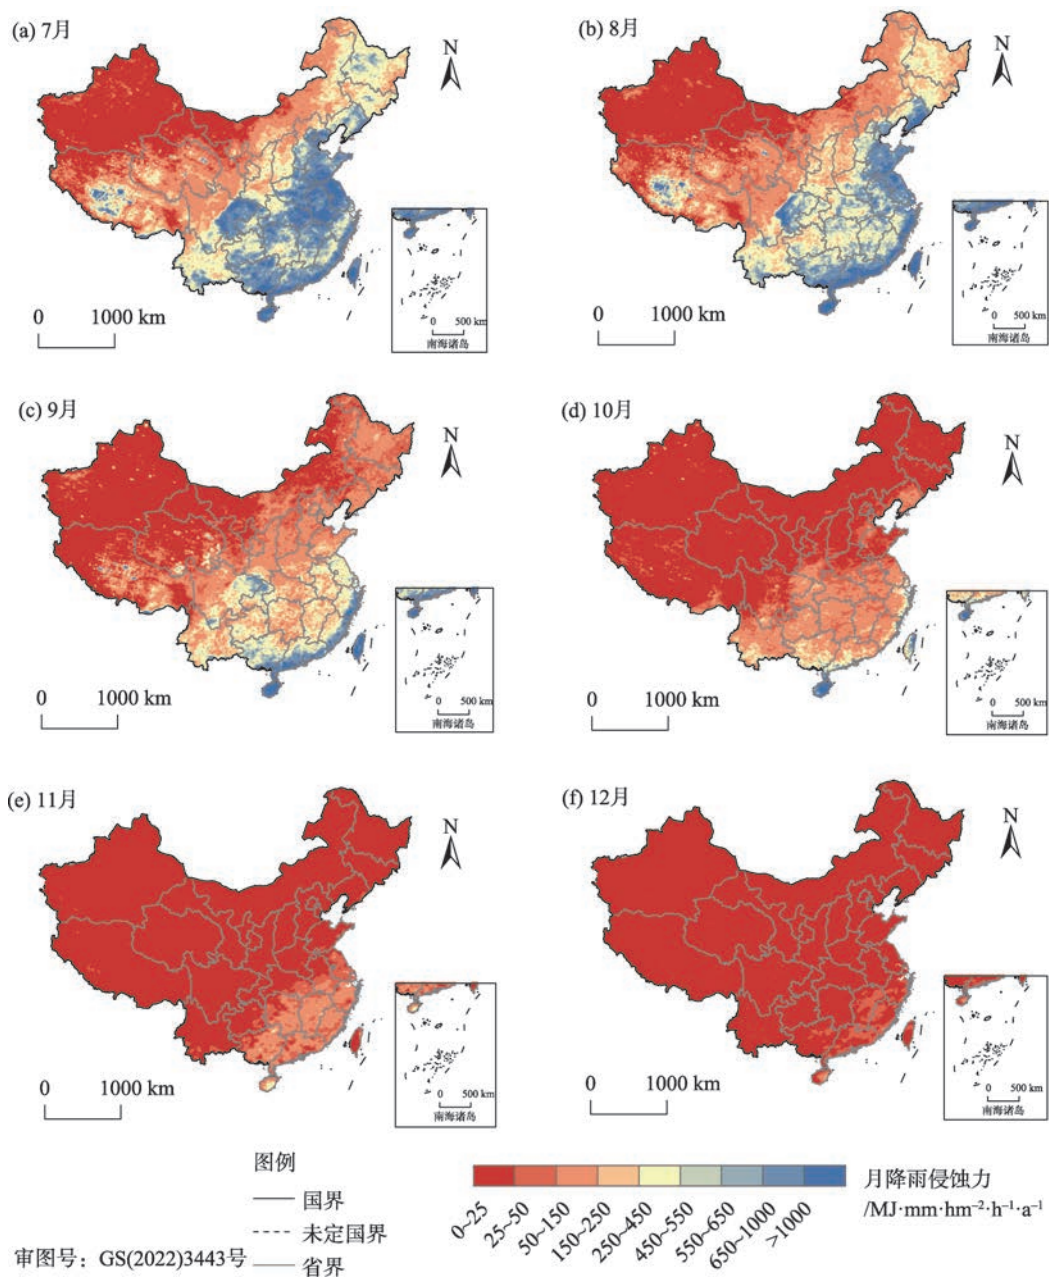 (a) 7月
N
0 1000 km
0 500 km
南海诸岛
(b) 8月
N
0 1000 km
0 500 km
南海诸岛
(c) 9月
N
0 1000 km
0 500 km
南海诸岛
(d) 10月
N
0 1000 km
0 500 km
南海诸岛
(e) 11月
N
0 1000 km
0 500 km
南海诸岛
(f) 12月
N
0 1000 km
0 500 km
南海诸岛
图例
国界
未定国界
省界
审图号：GS(2022)3443号
0~25
25~50
50~150
150~250
250~450
450~550
550~650
650~1000
>1000
月降雨侵蚀力
/MJ·mm·hm⁻²·h⁻¹·a⁻¹